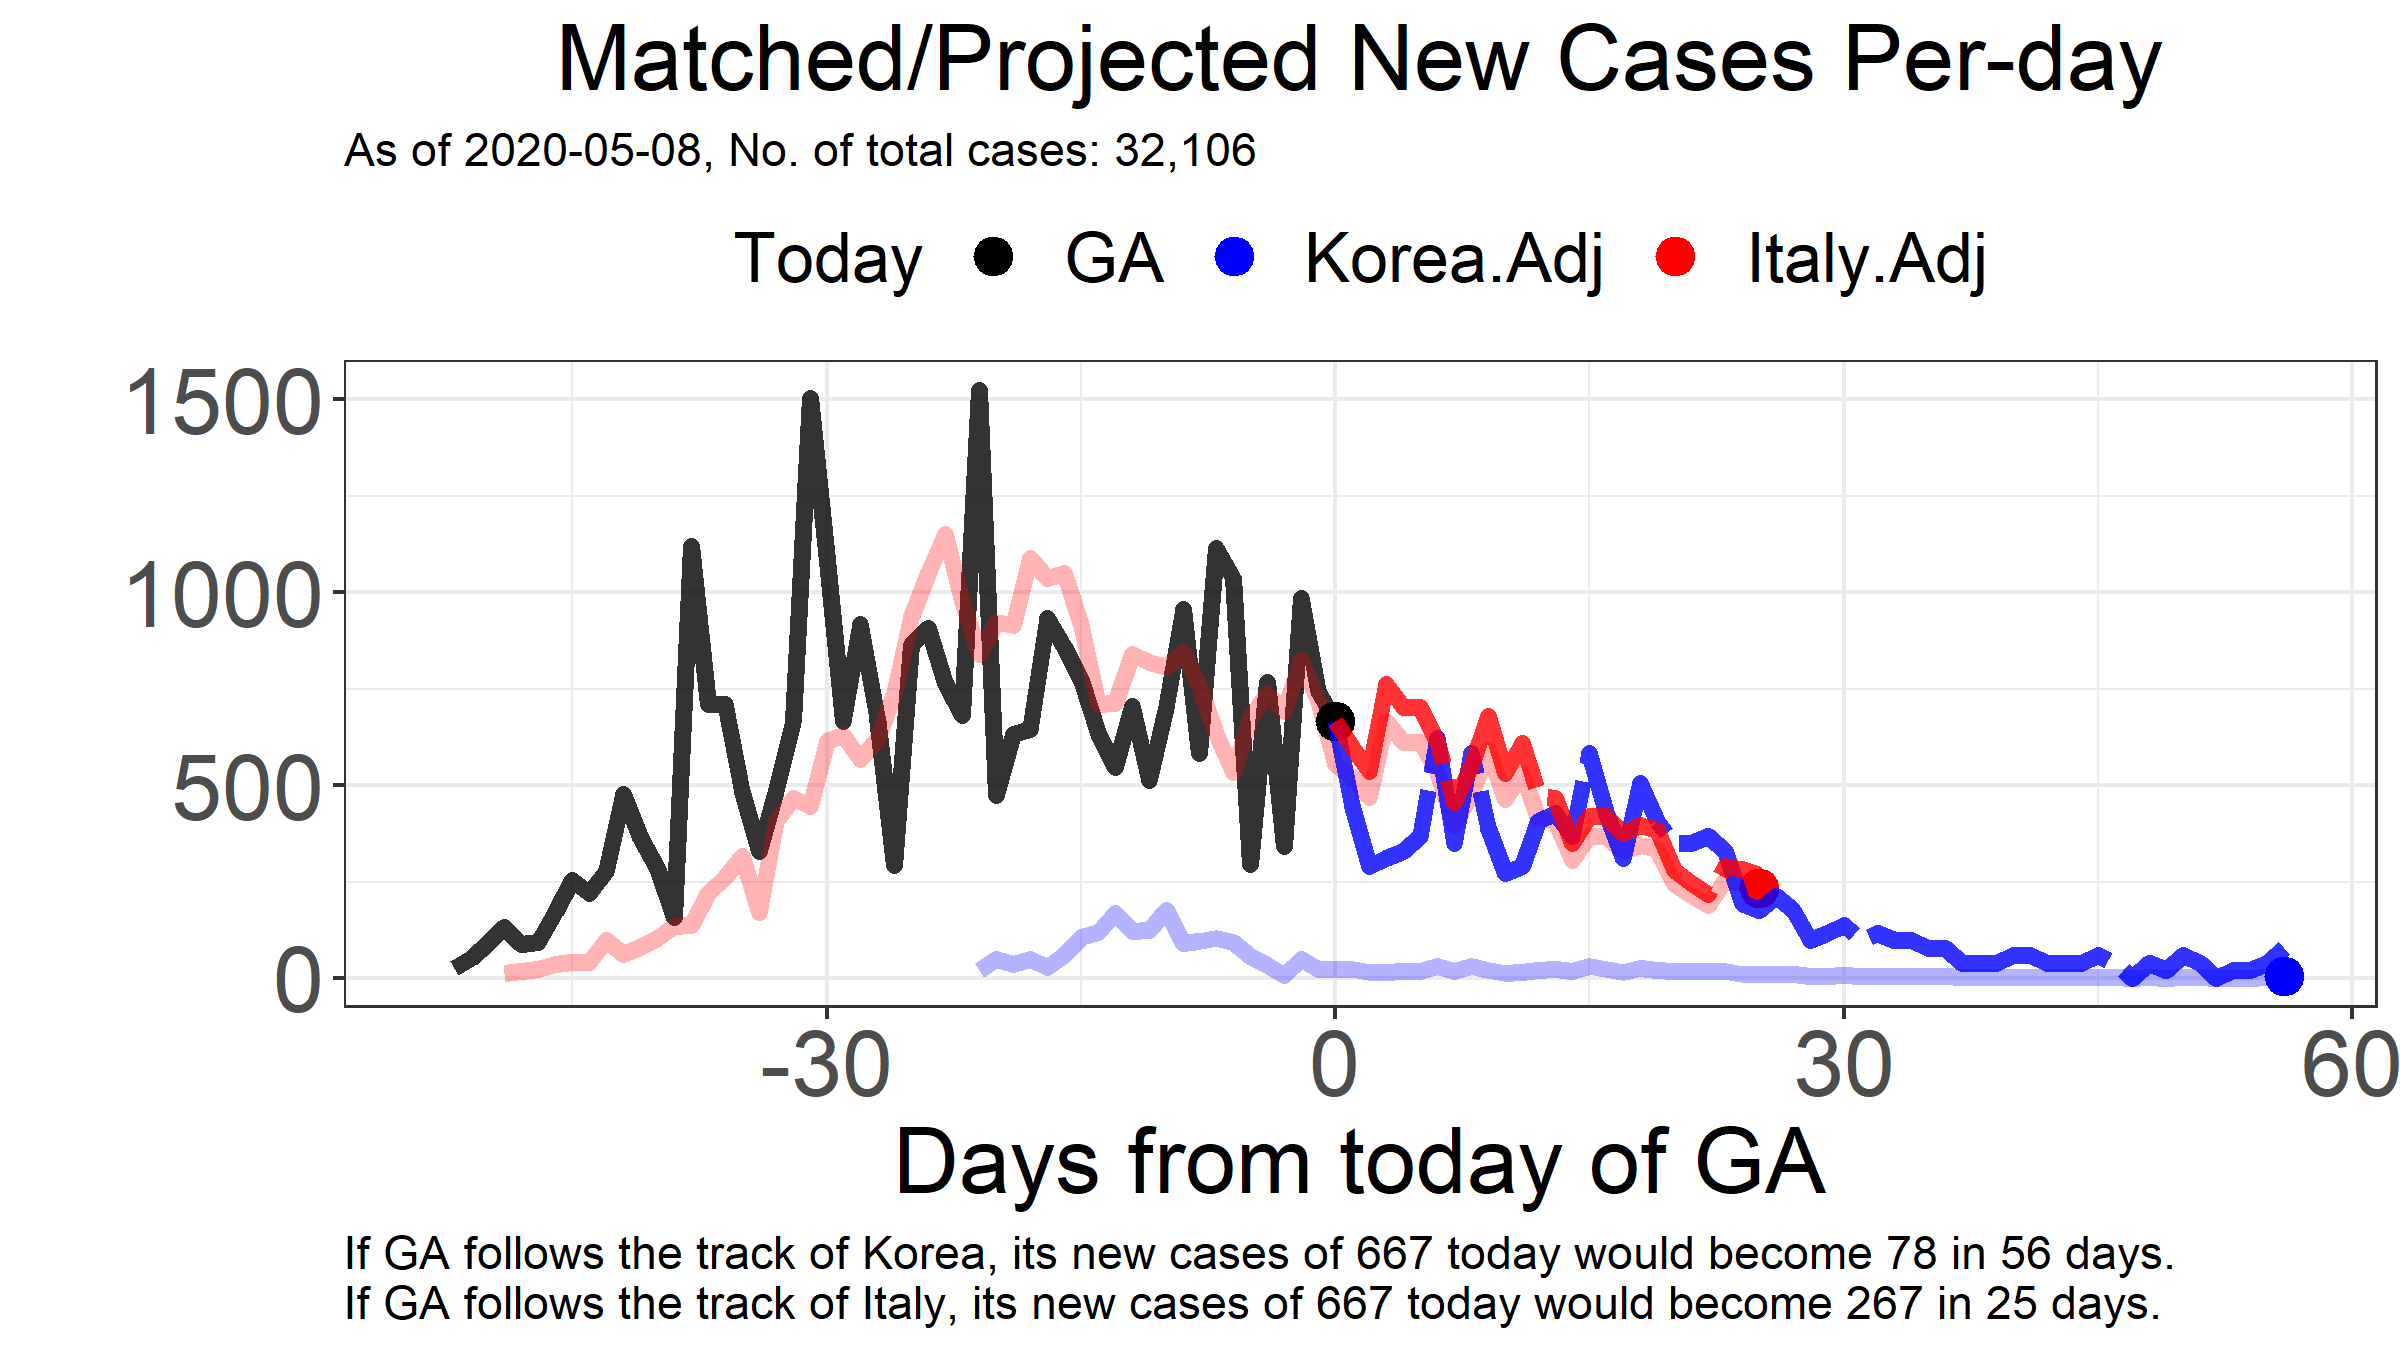 Matched/Projected New Cases Per-day
As of 2020-05-08, No. of total cases: 32,106
Today GA Korea.Adj Italy.Adj
1500
1000
500
0
-30 0 30 60
Days from today of GA
If GA follows the track of Korea, its new cases of 667 today would become 78 in 56 days.
If GA follows the track of Italy, its new cases of 667 today would become 267 in 25 days.